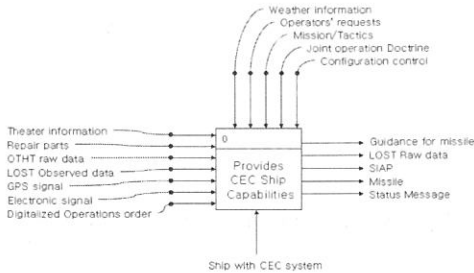 Weather information
Operators' requests
Mission/Tactics
Joint operation Doctrine
Configuration control
Theater information
Repair parts
OTHT raw data
LOST Observed data
GPS signal
Electronic signal
Digitalized Operations order
0
Provides
CEC Ship
Capabilities
Guidance for missile
LOST Raw data
SIAP
Missile
Status Message
Ship with CEC system